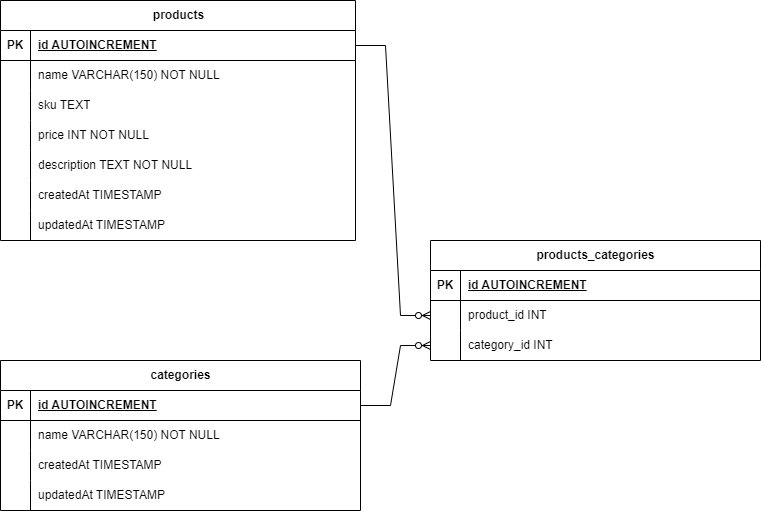 products
PK id AUTOINCREMENT
name VARCHAR(150) NOT NULL
sku TEXT
price INT NOT NULL
description TEXT NOT NULL
createdAt TIMESTAMP
updatedAt TIMESTAMP
products_categories
PK id AUTOINCREMENT
product_id INT
category_id INT
categories
PK id AUTOINCREMENT
name VARCHAR(150) NOT NULL
createdAt TIMESTAMP
updatedAt TIMESTAMP